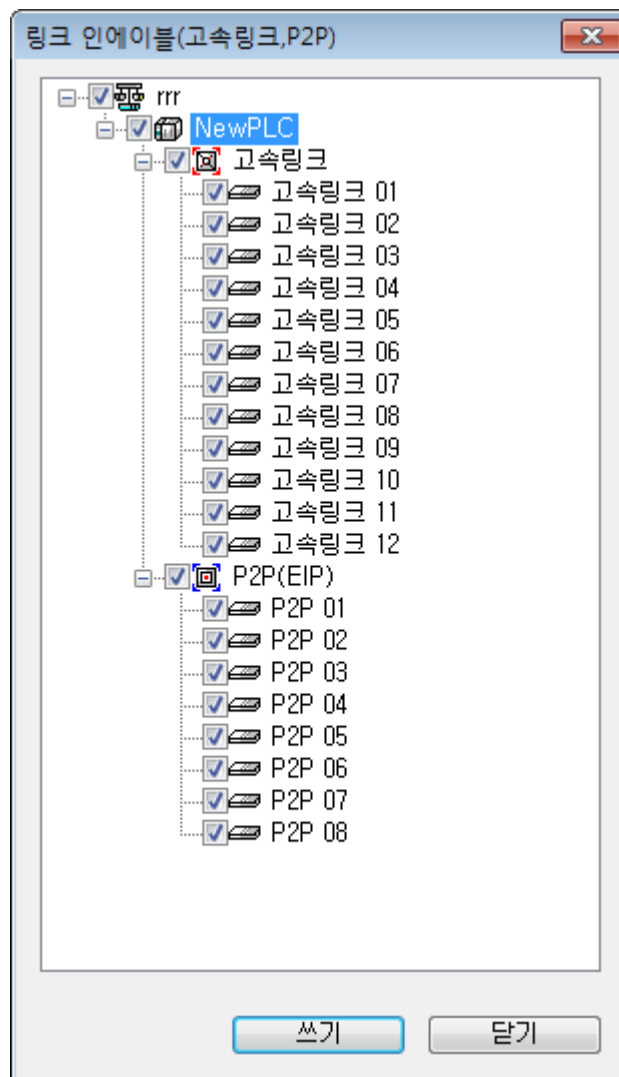 링크 인에이블(고속링크,P2P)
rrr
NewPLC
고속링크
고속링크 01
고속링크 02
고속링크 03
고속링크 04
고속링크 05
고속링크 06
고속링크 07
고속링크 08
고속링크 09
고속링크 10
고속링크 11
고속링크 12
P2P(EIP)
P2P 01
P2P 02
P2P 03
P2P 04
P2P 05
P2P 06
P2P 07
P2P 08
쓰기 닫기